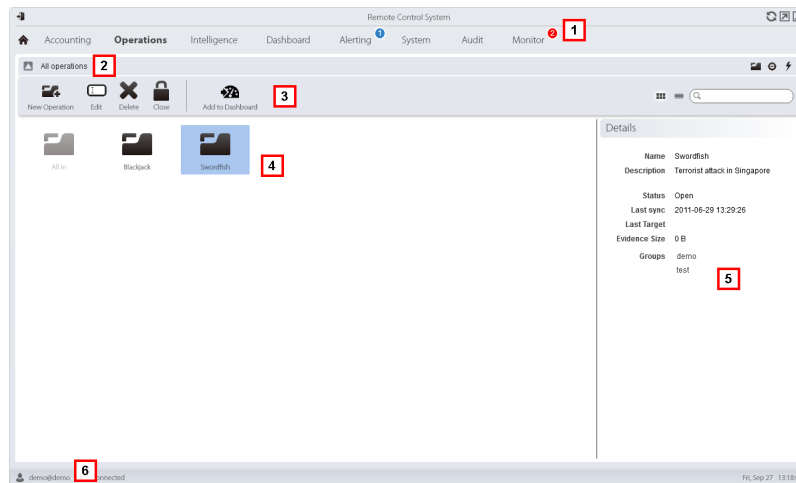 Remote Control System
Accounting Operations Intelligence Dashboard Alerting 1 System Audit Monitor 2 1
All operations 2
New Operation Edit Delete Close Add to Dashboard 3
Details
All In Blackjack Swordfish 4
Name Swordfish
Description Terrorist attack in Singapore
Status Open
Last sync 2011-06-29 13:29:26
Last Target
Evidence Size 0 B
Groups demo
test
5
6
demo@demo nnected Fri, Sep 27 13:18